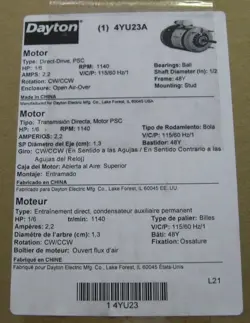 Dayton
(1) 4YU23A
Motor
Type: Direct-Drive, PSC
HP: 1/6 RPM: 1140
AMPS: 2,2 V/C/P: 115/60 Hz/1
Rotation: CW/CCW
Enclosure: Open Air-Over
Bearings: Ball
Shaft Diameter (In): 1/2
Frame: 48Y
Mounting: Stud
Made in CHINA
Manufactured for Dayton Electric Mfg. Co., Lake Forest, IL 60045 USA
Motor
Tipo: Transmisión Directa, Motor PSC
HP: 1/6 RPM: 1140
AMPERIOS: 2,2
Tipo de Rodamiento: Bola
V/C/P: 115/60 Hz/1
SP Diámetro del Eje (cm): 1,3
Frame: 48Y
Giro: CW/CCW (En Sentido a las Agujas / En Sentido Contrario a las
Agujas del Reloj)
Caja del Motor: Abierta al Aire Superior
Montaje: Entramado
Fabricado en CHINA
Fabricado para Dayton Electric Mfg. Co., Lake Forest, IL 60045 EE.UU.
Moteur
Type: Entraînement direct, condensateur auxiliaire permanent
HP: 1/6 tr/min: 1140
Type de palier: Billes
Ampères: 2,2
V/C/P: 115/60 Hz/1
Diamètre de l'arbre (cm): 1,3
Bâti: 48Y
Rotation: CW/CCW
Fixation: Ossature
Boîtier du moteur: Ouvert flux d'air
Fabriqué en CHINE
Fabriqué pour Dayton Electric Mfg. Co., Lake Forest, IL 60045 États-Unis
L21
1 4YU23